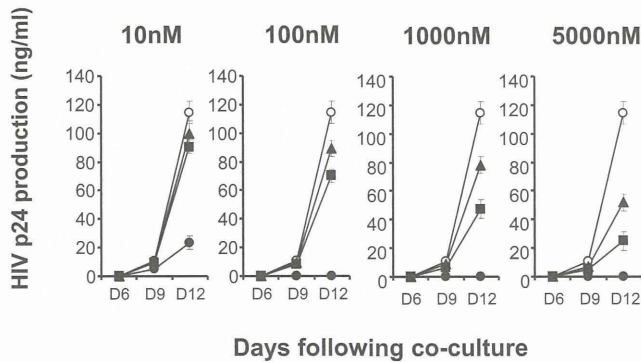 10nM 100nM 1000nM 5000nM
HIV p24 production (ng/ml)
140 140 140 140
120 120 120 120
100 100 100 100
80 80 80 80
60 60 60 60
40 40 40 40
20 20 20 20
0 0 0 0
D6 D9 D12 D6 D9 D12 D6 D9 D12 D6 D9 D12
Days following co-culture